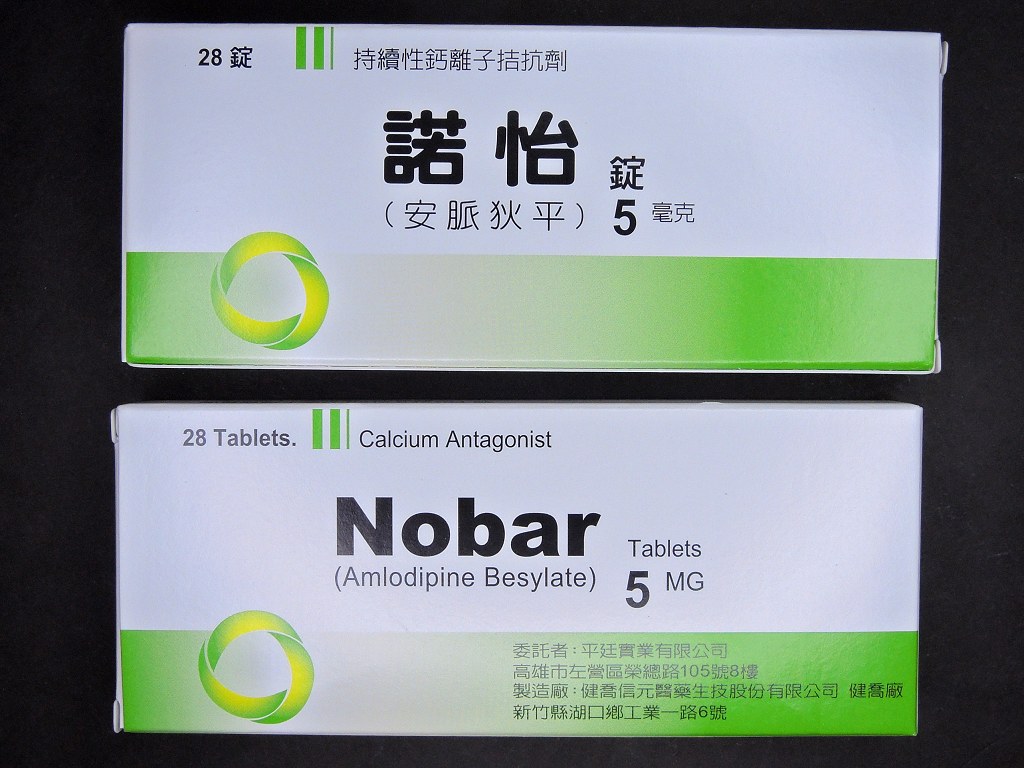 28 錠 持續性鈣離子拮抗劑
諾怡 錠
(安脈狄平) 5 毫克
28 Tablets. Calcium Antagonist
Nobar Tablets
(Amlodipine Besylate) 5 MG
委託者:平廷實業有限公司
高雄市左營區榮總路105號8樓
製造廠:健喬信元醫藥生技股份有限公司 健喬廠
新竹縣湖口鄉工業一路6號